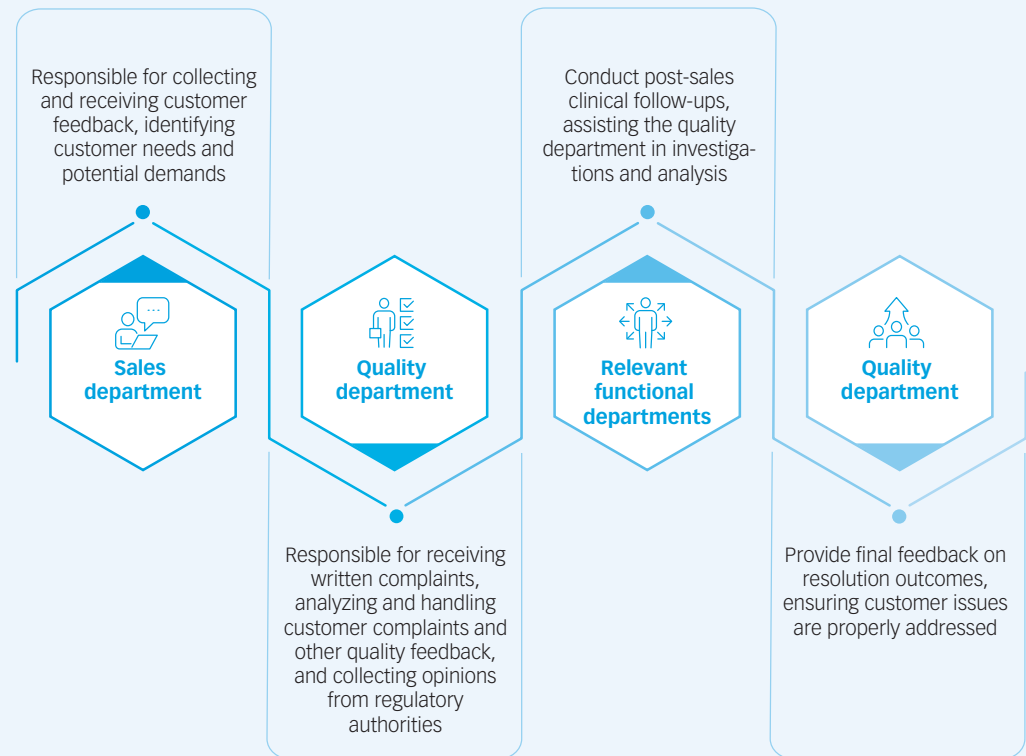 Responsible for collecting
and receiving customer
feedback, identifying
customer needs and
potential demands
Sales
department
Quality
department
Responsible for receiving
written complaints,
analyzing and handling
customer complaints and
other quality feedback,
and collecting opinions
from regulatory
authorities
Conduct post-sales
clinical follow-ups,
assisting the quality
department in investiga-
tions and analysis
Relevant
functional
departments
Quality
department
Provide final feedback on
resolution outcomes,
ensuring customer issues
are properly addressed